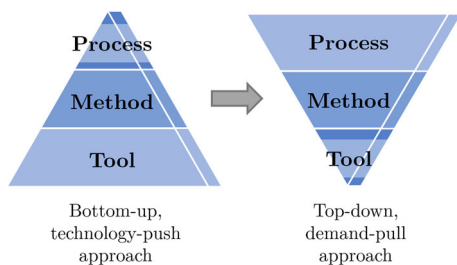 Process
Method
Tool
Bottom-up,
technology-push
approach
Process
Method
Tool
Top-down,
demand-pull
approach